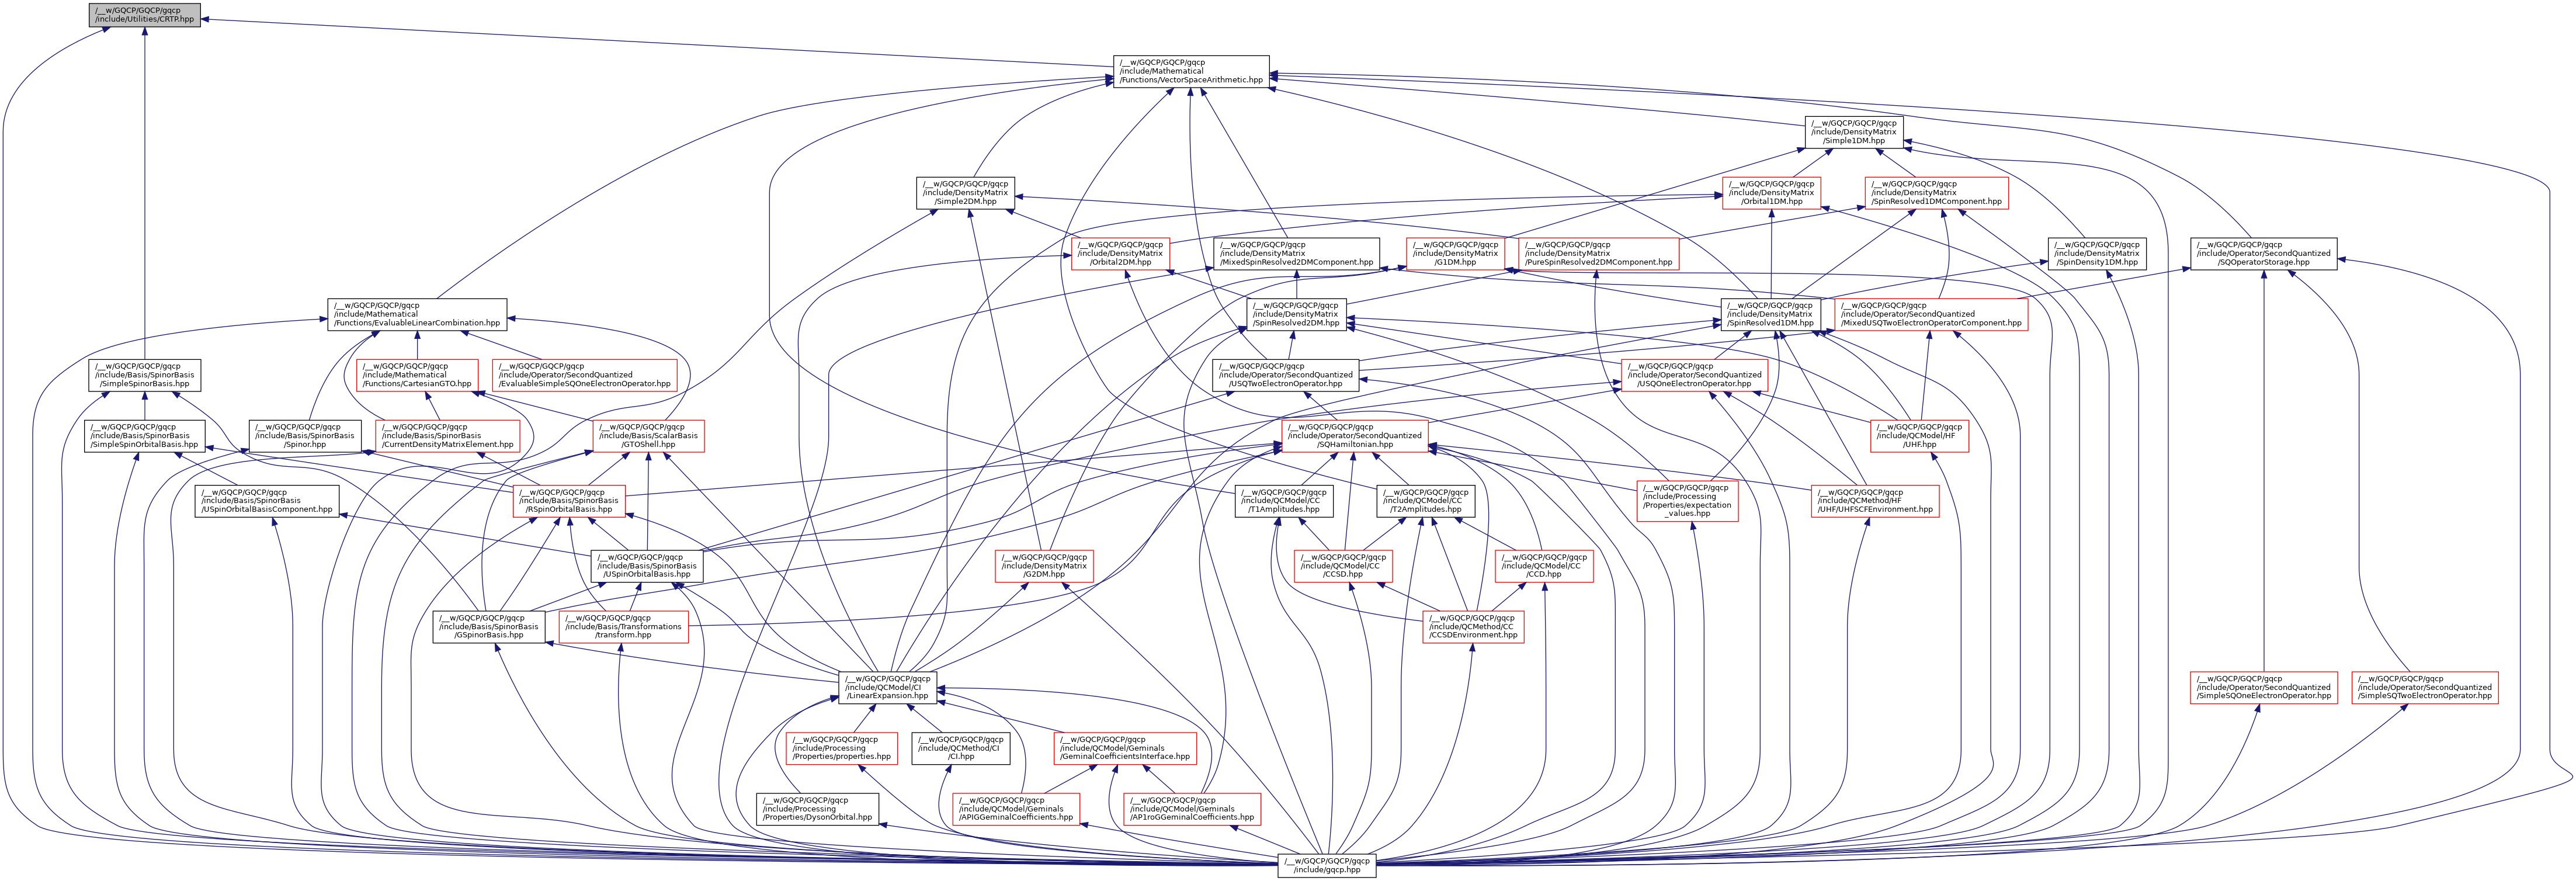 /__w/GQCP/GQCP/gqcp
/include/Utilities/CRTP.hpp
/__w/GQCP/GQCP/gqcp
/include/Mathematical
/Functions/VectorSpaceArithmetic.hpp
/__w/GQCP/GQCP/gqcp
/include/DensityMatrix
/Simple1DM.hpp
/__w/GQCP/GQCP/gqcp
/include/DensityMatrix
/Simple2DM.hpp
/__w/GQCP/GQCP/gqcp
/include/DensityMatrix
/Orbital1DM.hpp
/__w/GQCP/GQCP/gqcp
/include/DensityMatrix
/SpinResolved1DMComponent.hpp
/__w/GQCP/GQCP/gqcp
/include/DensityMatrix
/Orbital2DM.hpp
/__w/GQCP/GQCP/gqcp
/include/DensityMatrix
/MixedSpinResolved2DMComponent.hpp
/__w/GQCP/GQCP/gqcp
/include/DensityMatrix
/G1DM.hpp
/__w/GQCP/GQCP/gqcp
/include/DensityMatrix
/PureSpinResolved2DMComponent.hpp
/__w/GQCP/GQCP/gqcp
/include/DensityMatrix
/SpinDensity1DM.hpp
/__w/GQCP/GQCP/gqcp
/include/Operator/SecondQuantized
/SQOperatorStorage.hpp
/__w/GQCP/GQCP/gqcp
/include/Mathematical
/Functions/EvaluableLinearCombination.hpp
/__w/GQCP/GQCP/gqcp
/include/DensityMatrix
/SpinResolved2DM.hpp
/__w/GQCP/GQCP/gqcp
/include/DensityMatrix
/SpinResolved1DM.hpp
/__w/GQCP/GQCP/gqcp
/include/Operator/SecondQuantized
/MixedUSQTwoElectronOperatorComponent.hpp
/__w/GQCP/GQCP/gqcp
/include/Basis/SpinorBasis
/SimpleSpinorBasis.hpp
/__w/GQCP/GQCP/gqcp
/include/Mathematical
/Functions/CartesianGTO.hpp
/__w/GQCP/GQCP/gqcp
/include/Operator/SecondQuantized
/EvaluableSimpleSQOneElectronOperator.hpp
/__w/GQCP/GQCP/gqcp
/include/Operator/SecondQuantized
/USQTwoElectronOperator.hpp
/__w/GQCP/GQCP/gqcp
/include/Operator/SecondQuantized
/USQOneElectronOperator.hpp
/__w/GQCP/GQCP/gqcp
/include/Basis/SpinorBasis
/SimpleSpinOrbitalBasis.hpp
/__w/GQCP/GQCP/gqcp
/include/Basis/SpinorBasis
/Spinor.hpp
/__w/GQCP/GQCP/gqcp
/include/Basis/SpinorBasis
/CurrentDensityMatrixElement.hpp
/__w/GQCP/GQCP/gqcp
/include/Basis/ScalarBasis
/GTOShell.hpp
/__w/GQCP/GQCP/gqcp
/include/Operator/SecondQuantized
/SQHamiltonian.hpp
/__w/GQCP/GQCP/gqcp
/include/QCModel/HF
/UHF.hpp
/__w/GQCP/GQCP/gqcp
/include/Basis/SpinorBasis
/USpinOrbitalBasisComponent.hpp
/__w/GQCP/GQCP/gqcp
/include/Basis/SpinorBasis
/RSpinOrbitalBasis.hpp
/__w/GQCP/GQCP/gqcp
/include/QCModel/CC
/T1Amplitudes.hpp
/__w/GQCP/GQCP/gqcp
/include/QCModel/CC
/T2Amplitudes.hpp
/__w/GQCP/GQCP/gqcp
/include/Processing
/Properties/expectation
_values.hpp
/__w/GQCP/GQCP/gqcp
/include/QCMethod/HF
/UHF/UHFSCFEnvironment.hpp
/__w/GQCP/GQCP/gqcp
/include/Basis/SpinorBasis
/USpinOrbitalBasis.hpp
/__w/GQCP/GQCP/gqcp
/include/DensityMatrix
/G2DM.hpp
/__w/GQCP/GQCP/gqcp
/include/QCModel/CC
/CCSD.hpp
/__w/GQCP/GQCP/gqcp
/include/QCModel/CC
/CCD.hpp
/__w/GQCP/GQCP/gqcp
/include/Basis/SpinorBasis
/GSpinorBasis.hpp
/__w/GQCP/GQCP/gqcp
/include/Basis/Transformations
/transform.hpp
/__w/GQCP/GQCP/gqcp
/include/QCMethod/CC
/CCSDEnvironment.hpp
/__w/GQCP/GQCP/gqcp
/include/QCModel/CI
/LinearExpansion.hpp
/__w/GQCP/GQCP/gqcp
/include/Operator/SecondQuantized
/SimpleSQOneElectronOperator.hpp
/__w/GQCP/GQCP/gqcp
/include/Operator/SecondQuantized
/SimpleSQTwoElectronOperator.hpp
/__w/GQCP/GQCP/gqcp
/include/Processing
/Properties/properties.hpp
/__w/GQCP/GQCP/gqcp
/include/QCMethod/CI
/CI.hpp
/__w/GQCP/GQCP/gqcp
/include/QCModel/Geminals
/GeminalCoefficientsInterface.hpp
/__w/GQCP/GQCP/gqcp
/include/Processing
/Properties/DysonOrbital.hpp
/__w/GQCP/GQCP/gqcp
/include/QCModel/Geminals
/APIGGeminalCoefficients.hpp
/__w/GQCP/GQCP/gqcp
/include/QCModel/Geminals
/AP1roGGeminalCoefficients.hpp
/__w/GQCP/GQCP/gqcp
/include/gqcp.hpp